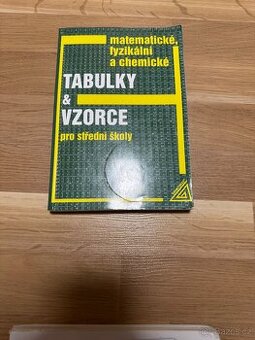 matematické,
fyzikální
a chemické
TABULKY
&
VZORCE
pro střední školy